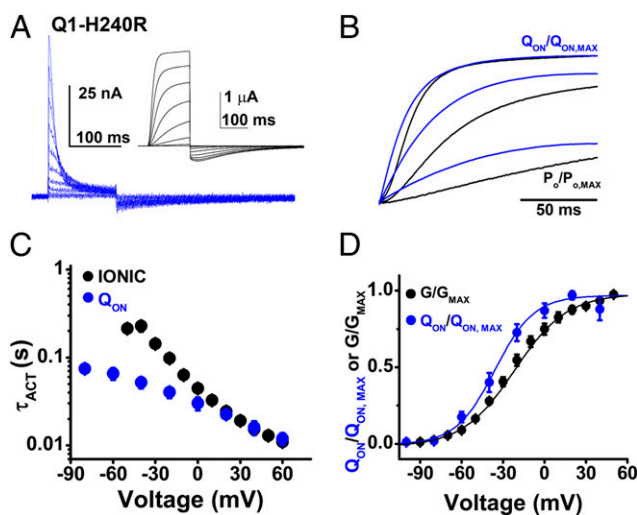 A
Q1-H240R
25 nA
100 ms
1 μA
100 ms
B
Q_ON/Q_ON,MAX
P_o/P_o,MAX
50 ms
C
IONIC
Q_ON
τ_ACT (s)
1
0.1
0.01
-90 -60 -30 0 30 60
Voltage (mV)
D
G/G_MAX
Q_ON/Q_ON, MAX
Q_ON/Q_ON, MAX or G/G_MAX
1.0
0.5
0.0
-90 -60 -30 0 30 60
Voltage (mV)